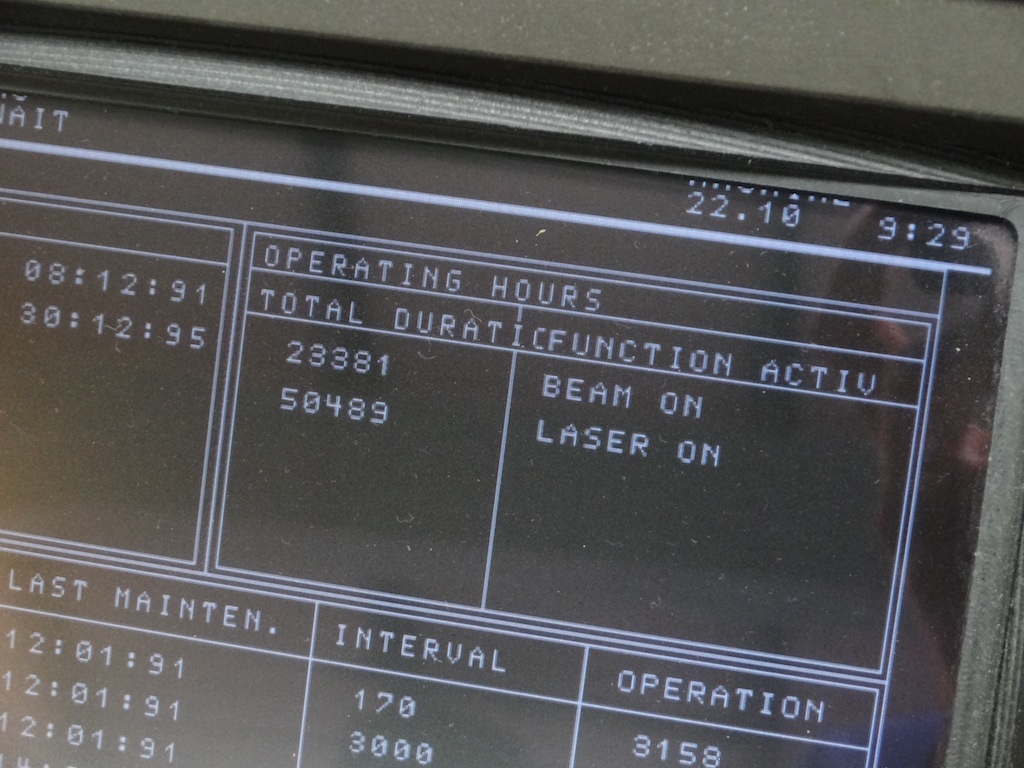 WAIT
22.10 9:29
08:12:91
30:12:95
OPERATING HOURS
TOTAL DURATI FUNCTION ACTIV
23381 BEAM ON
50489 LASER ON
LAST MAINTEN. INTERVAL OPERATION
12:01:91 170
12:01:91 3000 3158
12:01:91